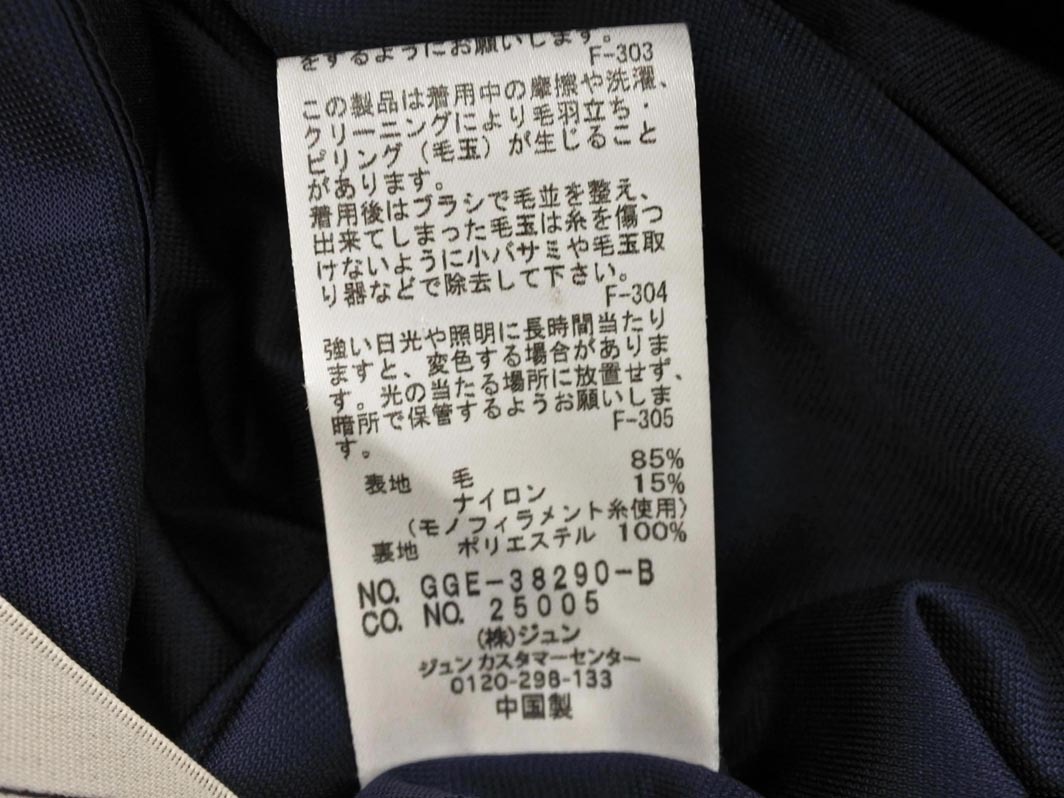 をするようにお願いします。
F-303
この製品は着用中の摩擦や洗濯、
クリーニングにより毛羽立ち・
ピリング（毛玉）が生じること
があります。
着用後はブラシで毛並を整え、
出来てしまった毛玉は糸を傷つ
けないように小バサミや毛玉取
り器などで除去して下さい。
F-304
強い日光や照明に長時間当たり
ますと、変色する場合がありま
す。光の当たる場所に放置せず、
暗所で保管するようお願いしま
す。
F-305
表地 毛 85%
ナイロン 15%
(モノフィラメント糸使用)
裏地 ポリエステル 100%
NO. GGE-38290-B
CO. NO. 25005
(株)ジュン
ジュンカスタマーセンター
0120-298-133
中国製